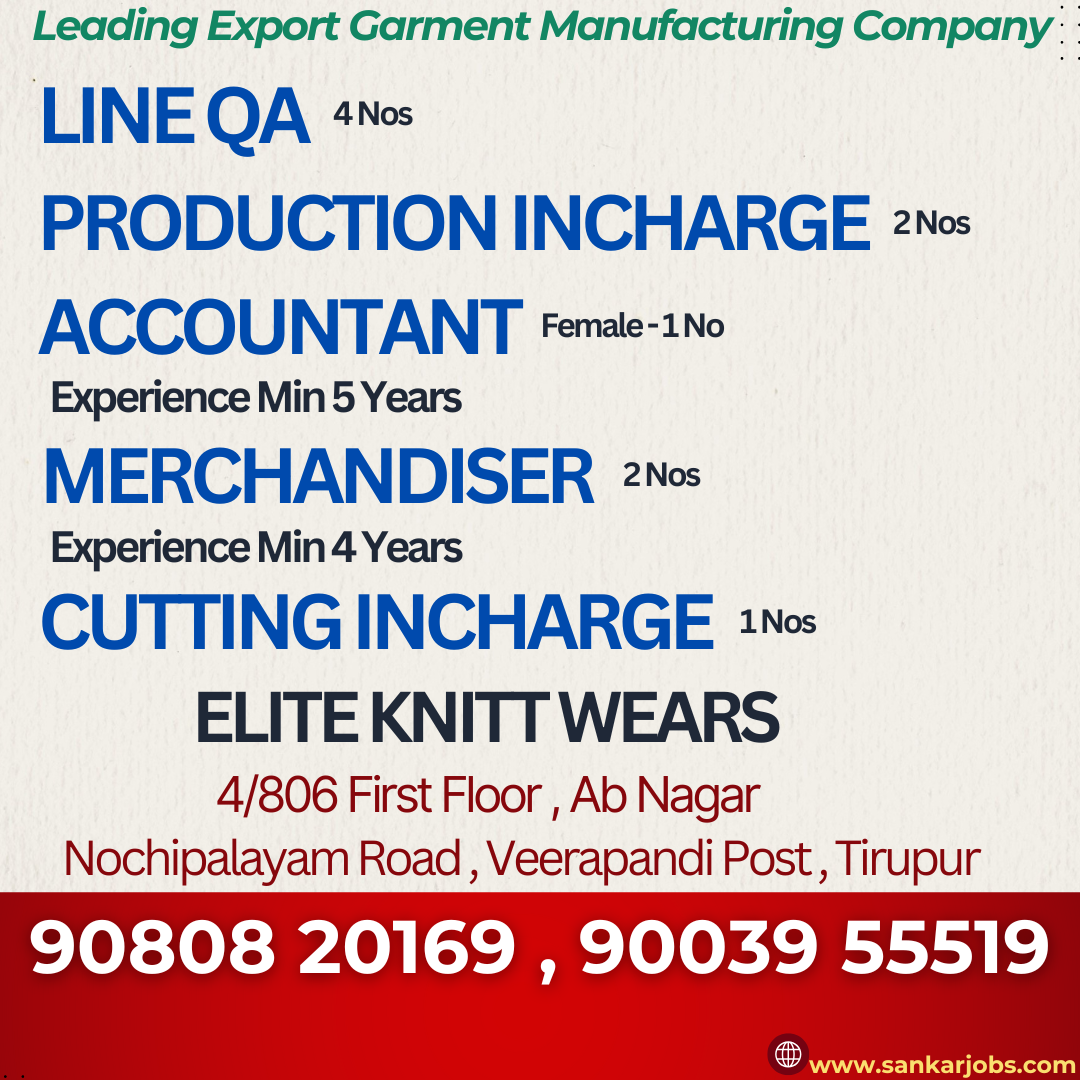 Leading Export Garment Manufacturing Company
LINE QA 4 Nos
PRODUCTION INCHARGE 2 Nos
ACCOUNTANT Female - 1 No
Experience Min 5 Years
MERCHANDISER 2 Nos
Experience Min 4 Years
CUTTING INCHARGE 1 Nos
ELITE KNITT WEARS
4/806 First Floor , Ab Nagar
Nochipalayam Road , Veerapandi Post , Tirupur
90808 20169 , 90039 55519
www.sankarjobs.com